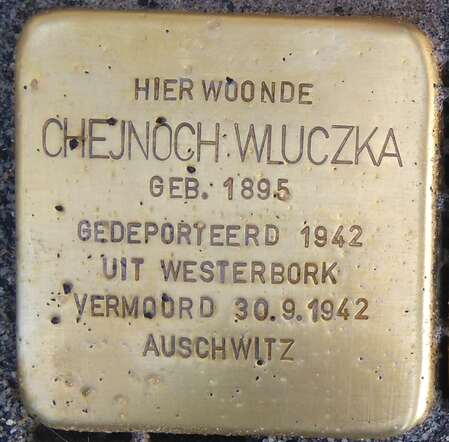 HIER WOONDE
CHEJNOCH WLUCZKA
GEB. 1895
GEDEPORTEERD 1942
UIT WESTERBORK
VERMOORD 30.9.1942
AUSCHWITZ